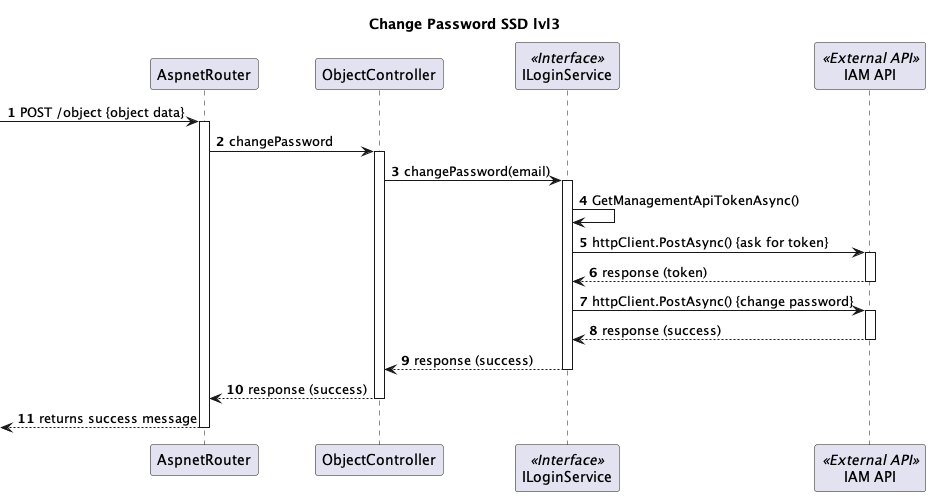 Change Password SSD lvl3
AspnetRouter
ObjectController
«Interface»
ILoginService
«External API»
IAM API
1 POST /object {object data}
2 changePassword
3 changePassword(email)
4 GetManagementApiTokenAsync()
5 httpClient.PostAsync() {ask for token}
6 response (token)
7 httpClient.PostAsync() {change password}
8 response (success)
9 response (success)
10 response (success)
11 returns success message
AspnetRouter
ObjectController
«Interface»
ILoginService
«External API»
IAM API